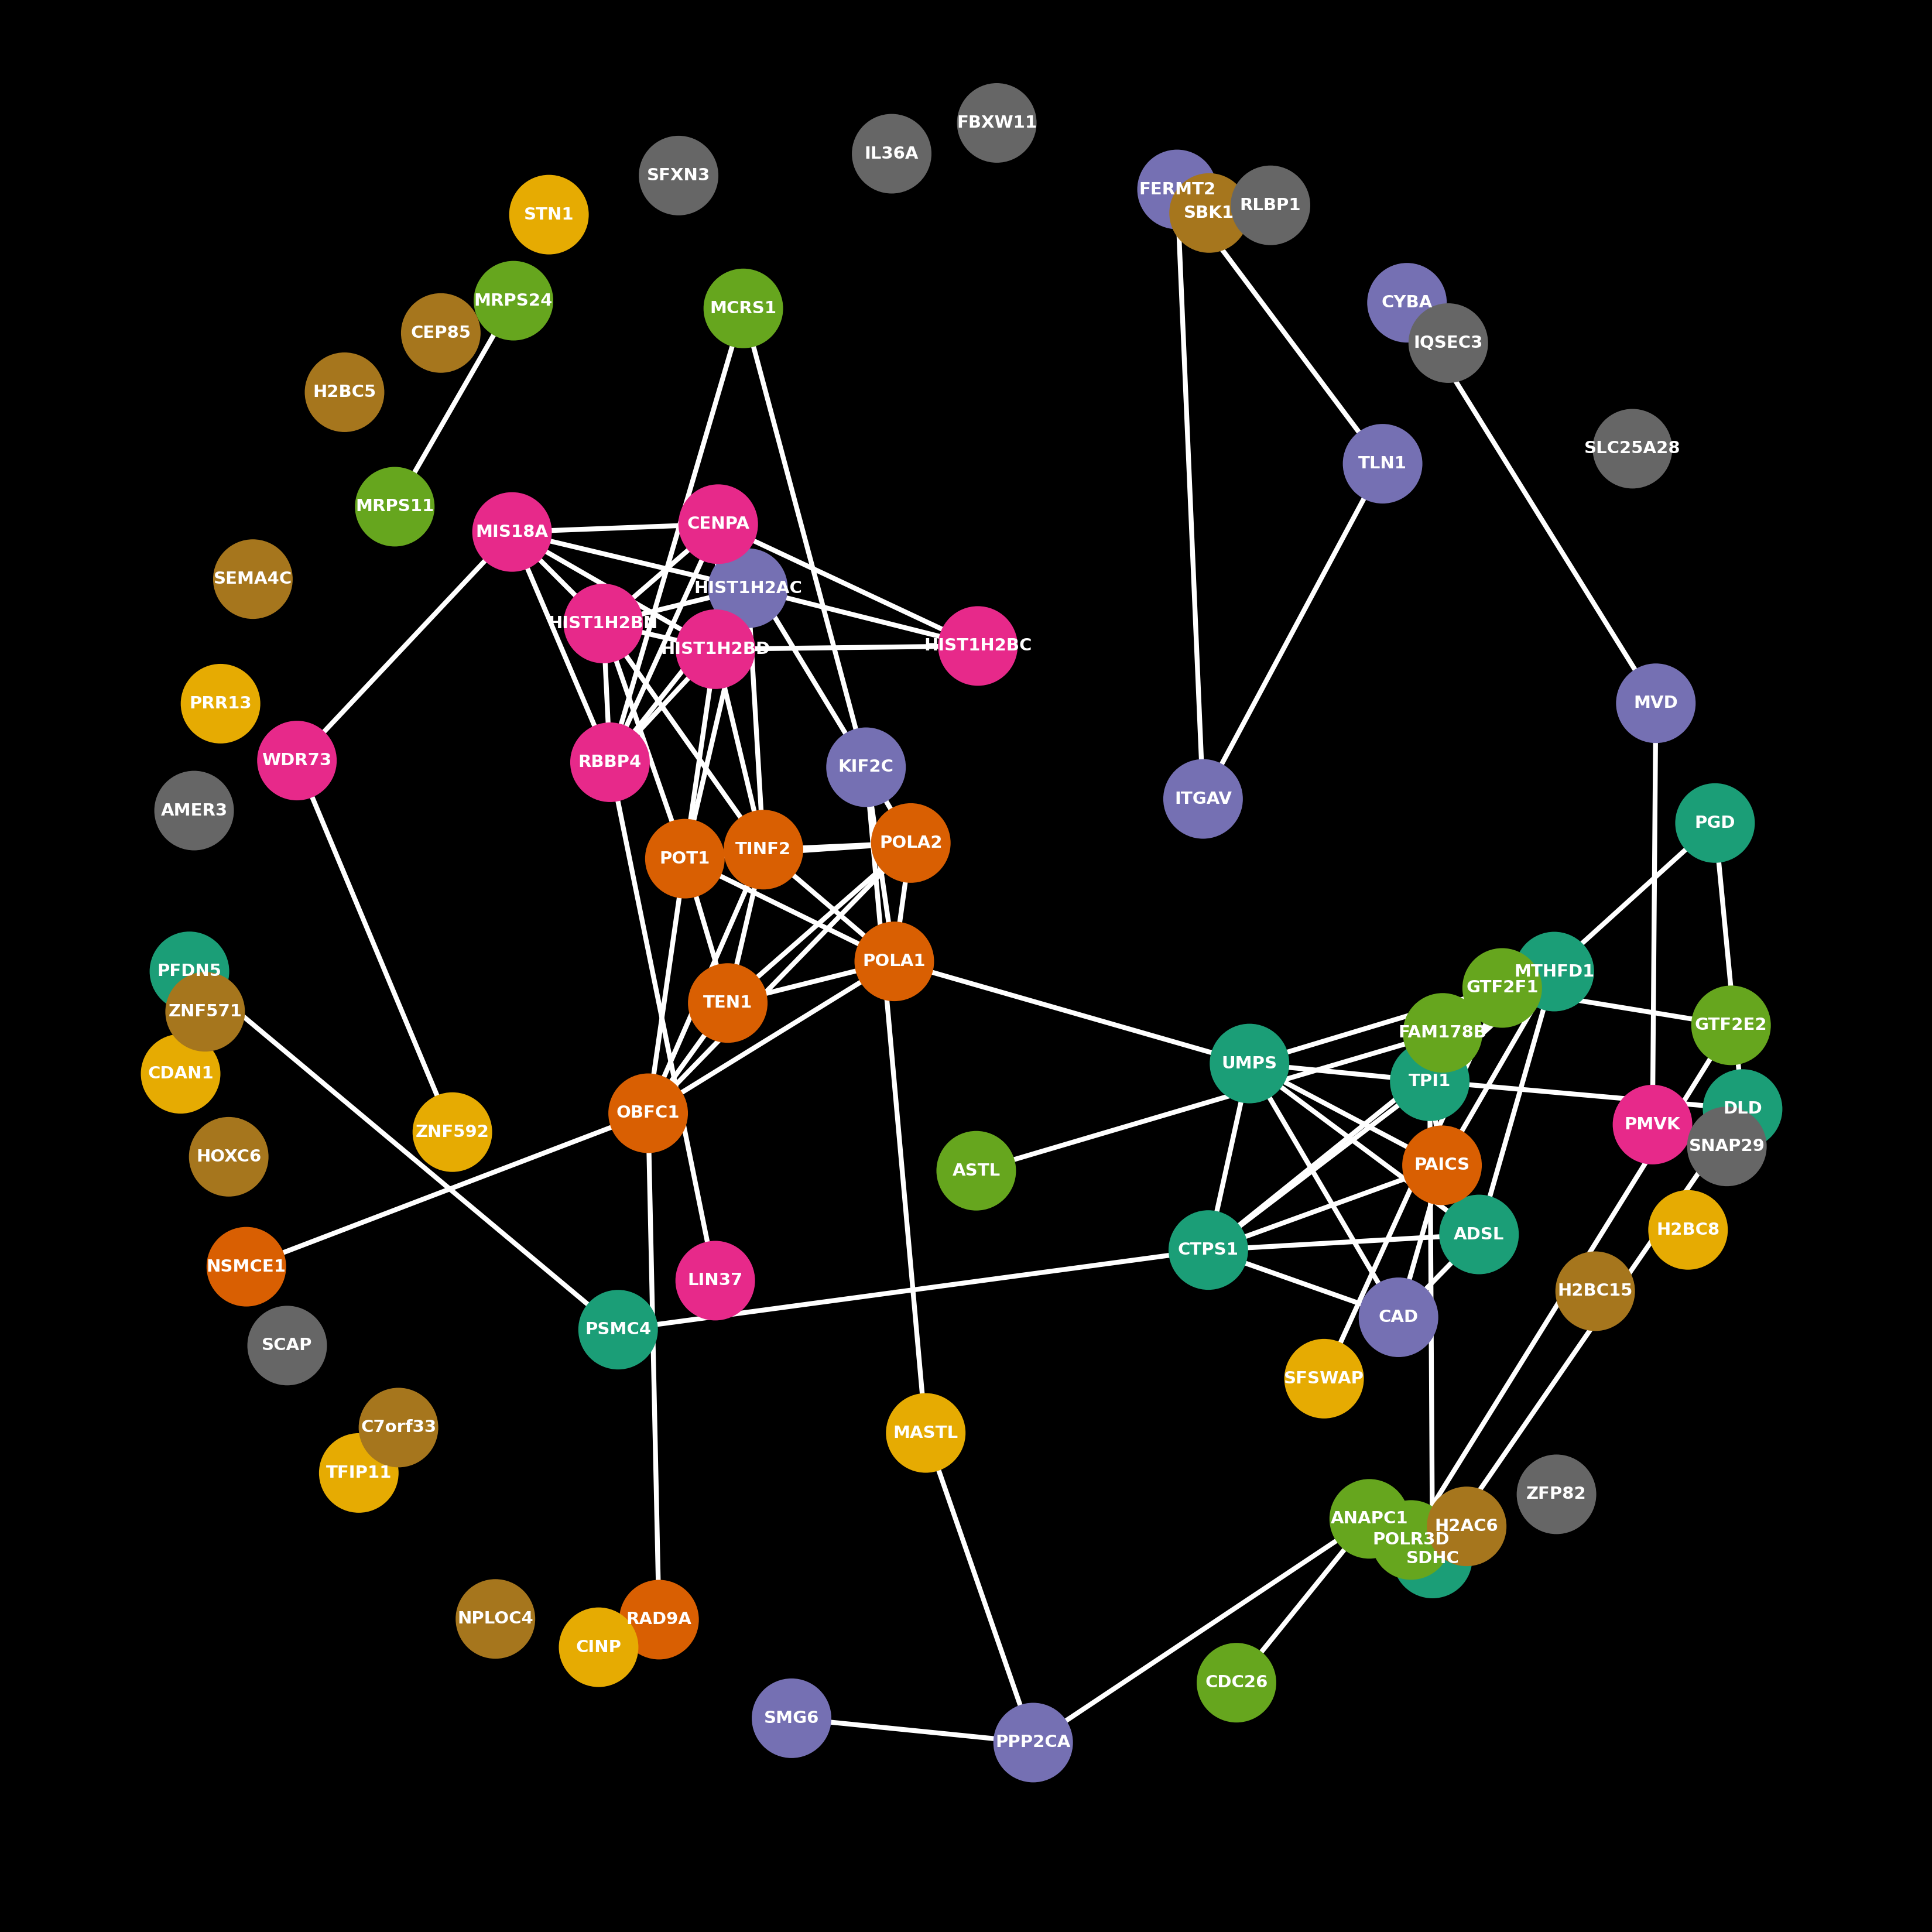 FBXW11
IL36A
SFXN3
FERMT2
RLBP1
SBK1
STN1
MRPS24
CYBA
MCRS1
CEP85
IQSEC3
H2BC5
SLC25A28
TLN1
MRPS11
CENPA
MIS18A
SEMA4C
HIST1H2AC
HIST1H2BC
HIST1H2BD
MVD
PRR13
WDR73
RBBP4
KIF2C
ITGAV
AMER3
PGD
POLA2
TINF2
POT1
POLA1
PFDN5
MTHFD1
GTF2F1
TEN1
ZNF571
GTF2E2
FAM178B
UMPS
CDAN1
TPI1
DLD
OBFC1
PMVK
ZNF592
SNAP29
HOXC6
PAICS
ASTL
H2BC8
ADSL
CTPS1
NSMCE1
LIN37
H2BC15
CAD
PSMC4
SCAP
SFSWAP
C7orf33
MASTL
TFIP11
ZFP82
ANAPC1
H2AC6
POLR3D
SDHC
NPLOC4
RAD9A
CINP
CDC26
SMG6
PPP2CA